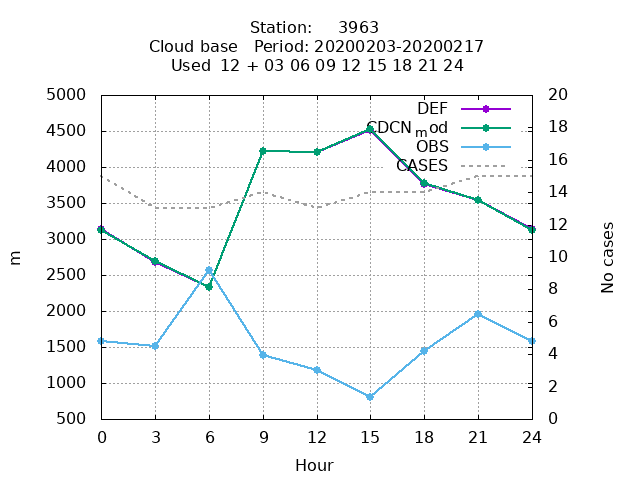 Station: 3963
Cloud base Period: 20200203-20200217
Used 12 + 03 06 09 12 15 18 21 24
5000
4500
4000
3500
3000
2500
2000
1500
1000
500
m
DEF
CDCN_mod
OBS
CASES
20
18
16
14
12
10
8
6
4
2
0
No cases
0 3 6 9 12 15 18 21 24
Hour